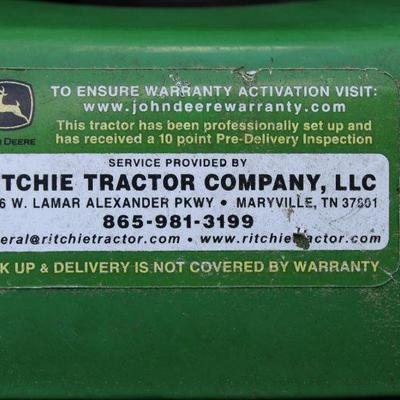 TO ENSURE WARRANTY ACTIVATION VISIT:
www.johndeerewarranty.com
This tractor has been professionally set up and
has received a 10 point Pre-Delivery Inspection
DEERE
SERVICE PROVIDED BY
TCHIE TRACTOR COMPANY, LLC
6 W. LAMAR ALEXANDER PKWY • MARYVILLE, TN 37801
865-981-3199
eral@ritchietractor.com • www.ritchietractor.com
K UP & DELIVERY IS NOT COVERED BY WARRANTY